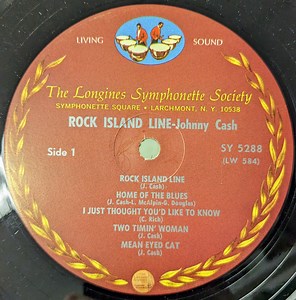 LIVING SOUND
The Longines Symphonette Society
SYMPHONETTE SQUARE • LARCHMONT, N. Y. 10538
ROCK ISLAND LINE-Johnny Cash
Side 1
SY 5288
(LW 584)
ROCK ISLAND LINE
(J. Cash)
HOME OF THE BLUES
(J. Cash-L. McAlpin-G. Douglas)
I JUST THOUGHT YOU'D LIKE TO KNOW
(C. Rich)
TWO TIMIN' WOMAN
(J. Cash)
MEAN EYED CAT
(J. Cash)